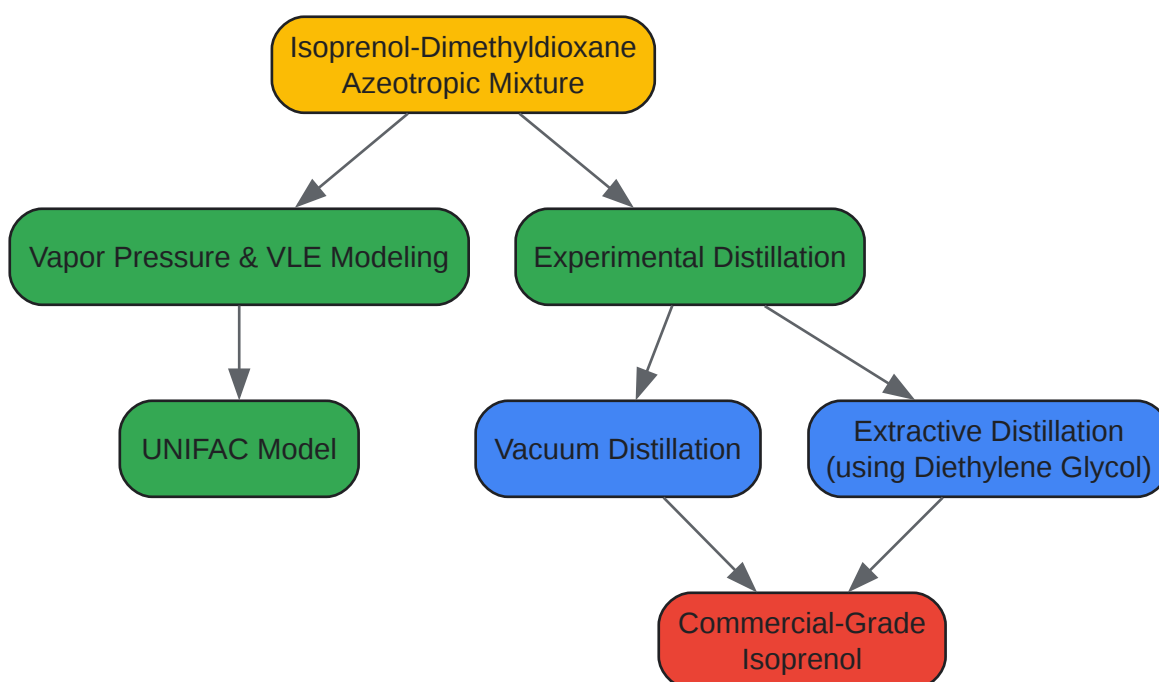 Isoprenol-Dimethyldioxane
Azeotropic Mixture
Vapor Pressure & VLE Modeling
Experimental Distillation
UNIFAC Model
Vacuum Distillation
Extractive Distillation
(using Diethylene Glycol)
Commercial-Grade
Isoprenol